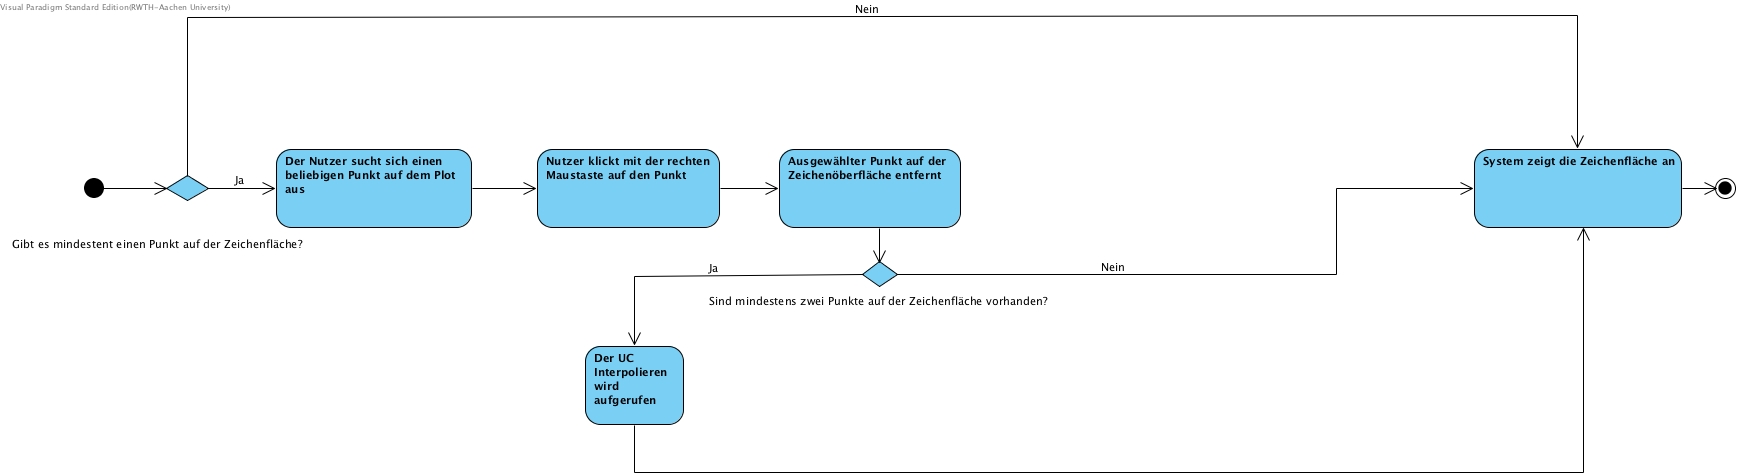 Visual Paradigm Standard Edition(RWTH-Aachen University)
Nein
Ja
Der Nutzer sucht sich einen
beliebigen Punkt auf dem Plot
aus
Nutzer klickt mit der rechten
Maustaste auf den Punkt
Ausgewählter Punkt auf der
Zeichenöberfläche entfernt
System zeigt die Zeichenfläche an
Gibt es mindestent einen Punkt auf der Zeichenfläche?
Ja
Nein
Sind mindestens zwei Punkte auf der Zeichenfläche vorhanden?
Der UC
Interpolieren
wird
aufgerufen